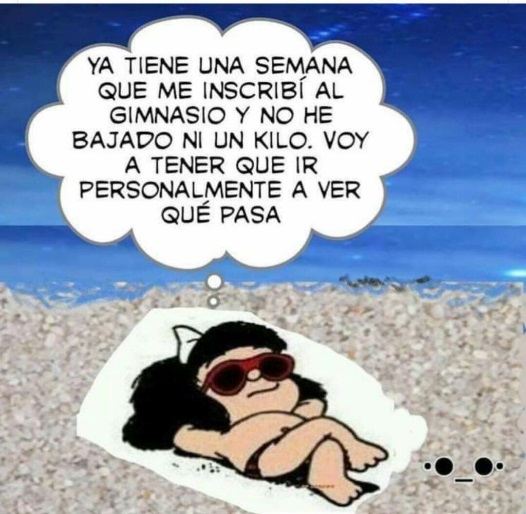 YA TIENE UNA SEMANA
QUE ME INSCRIBÍ AL
GIMNASIO Y NO HE
BAJADO NI UN KILO. VOY
A TENER QUE IR
PERSONALMENTE A VER
QUÉ PASA